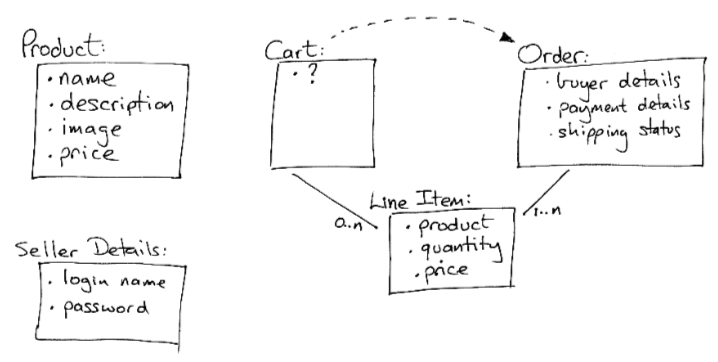 Product:
· name
· description
· image
· price
Cart:
· ?
Order:
· buyer details
· payment details
· shipping status
Line Item:
· product
· quantity
· price
0..n
1..n
Seller Details:
· login name
· password